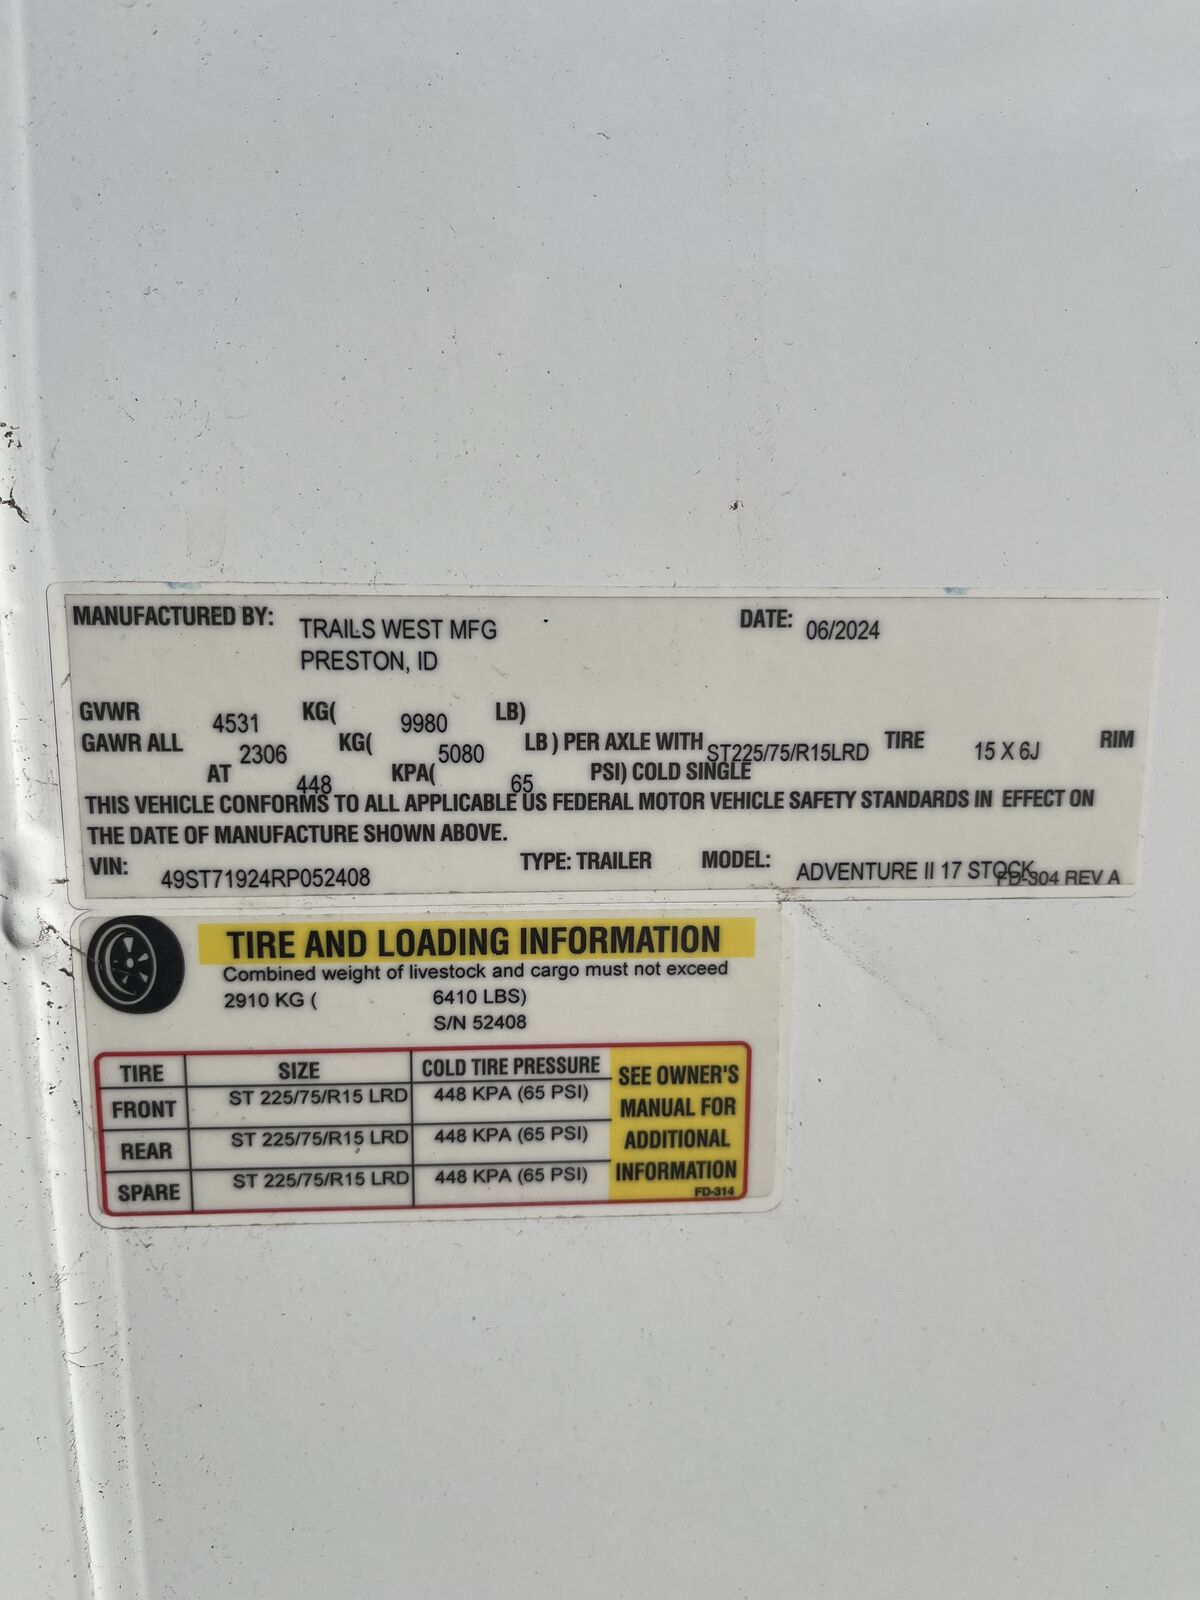 MANUFACTURED BY: TRAILS WEST MFG DATE: 06/2024
PRESTON, ID
GVWR 4531 KG( 9980 LB)
GAWR ALL 2306 KG( 5080 LB ) PER AXLE WITH ST225/75/R15LRD TIRE 15 X 6J RIM
AT 448 KPA( 65 PSI) COLD SINGLE
THIS VEHICLE CONFORMS TO ALL APPLICABLE US FEDERAL MOTOR VEHICLE SAFETY STANDARDS IN EFFECT ON
THE DATE OF MANUFACTURE SHOWN ABOVE.
VIN: 49ST71924RP052408 TYPE: TRAILER MODEL: ADVENTURE II 17 STOCK
FD-304 REV A
TIRE AND LOADING INFORMATION
Combined weight of livestock and cargo must not exceed
2910 KG ( 6410 LBS)
S/N 52408
TIRE SIZE COLD TIRE PRESSURE
FRONT ST 225/75/R15 LRD 448 KPA (65 PSI)
REAR ST 225/75/R15 LRD 448 KPA (65 PSI)
SPARE ST 225/75/R15 LRD 448 KPA (65 PSI)
SEE OWNER'S
MANUAL FOR
ADDITIONAL
INFORMATION
FD-314